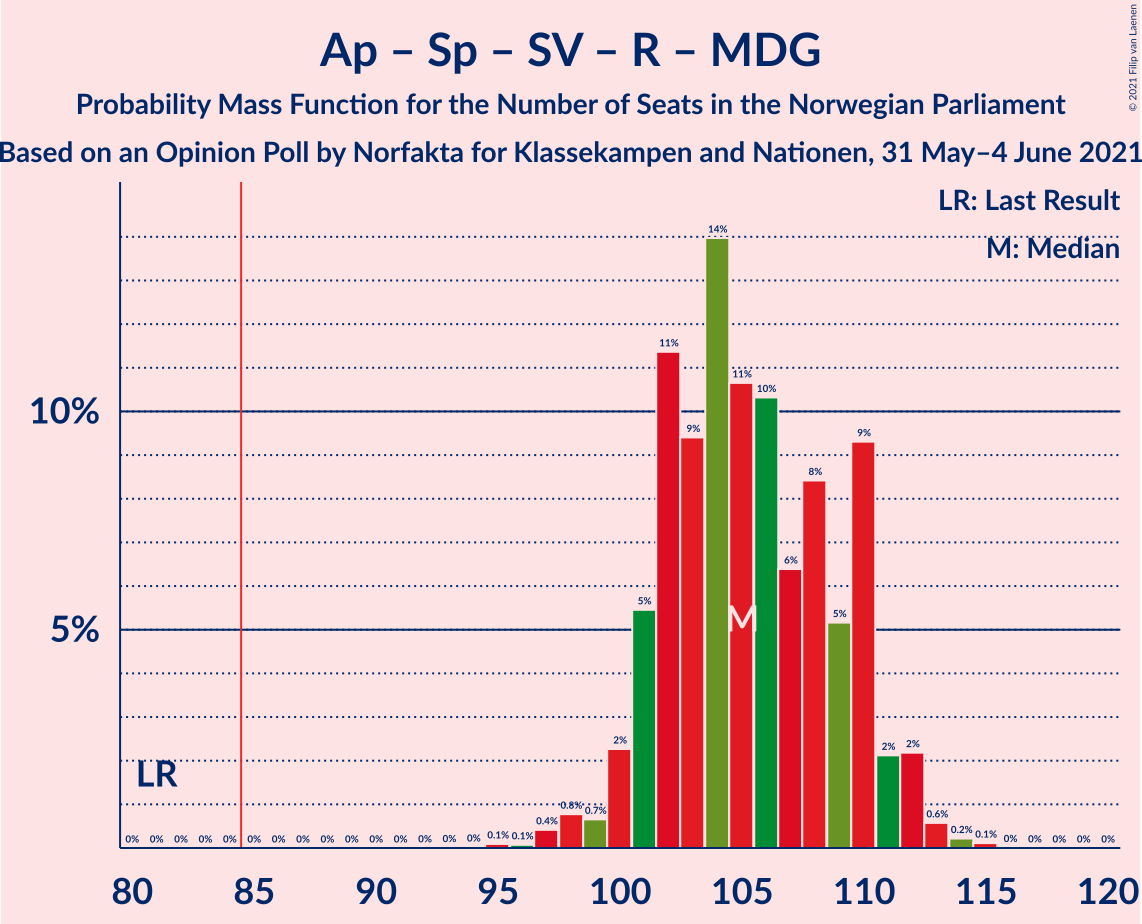 Ap – Sp – SV – R – MDG
Probability Mass Function for the Number of Seats in the Norwegian Parliament
Based on an Opinion Poll by Norfakta for Klassekampen and Nationen, 31 May–4 June 2021
© 2021 Filip van Laenen
LR: Last Result
M: Median
14%
11%
11%
10%
10%
9%
9%
8%
6%
5%
5%
5%
M
2%
2%
2%
LR
0% 0% 0% 0% 0% 0% 0% 0% 0% 0% 0% 0% 0% 0% 0% 0.1% 0.1% 0.4% 0.8% 0.7% 0.6% 0.2% 0.1% 0% 0% 0% 0% 0%
80 85 90 95 100 105 110 115 120